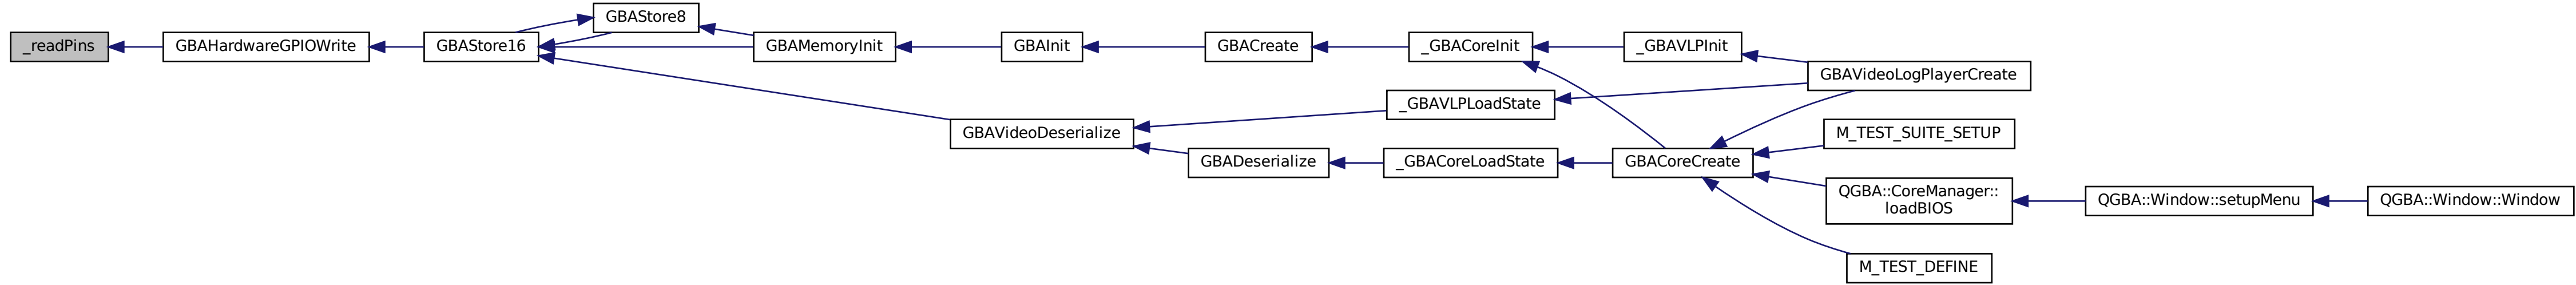 _readPins
GBAHardwareGPIOWrite
GBAStore16
GBAStore8
GBAMemoryInit
GBAInit
GBACreate
_GBACoreInit
_GBAVLPInit
GBAVideoLogPlayerCreate
_GBAVLPLoadState
GBAVideoDeserialize
GBADeserialize
_GBACoreLoadState
GBACoreCreate
M_TEST_SUITE_SETUP
QGBA::CoreManager::
loadBIOS
QGBA::Window::setupMenu
QGBA::Window::Window
M_TEST_DEFINE